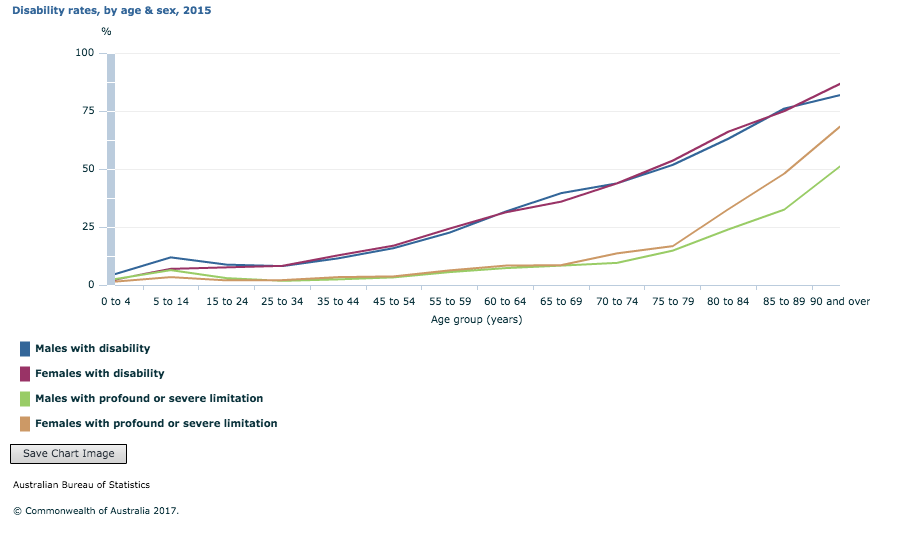 Disability rates, by age & sex, 2015
%
100
75
50
25
0
0 to 4 5 to 14 15 to 24 25 to 34 35 to 44 45 to 54 55 to 59 60 to 64 65 to 69 70 to 74 75 to 79 80 to 84 85 to 89 90 and over
Age group (years)
Males with disability
Females with disability
Males with profound or severe limitation
Females with profound or severe limitation
Save Chart Image
Australian Bureau of Statistics
© Commonwealth of Australia 2017.